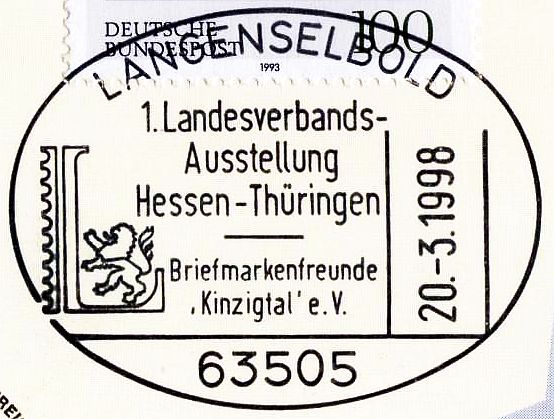 DEUTSCHE
BUNDESPOST
100
1993
LANGENSELBOLD
1. Landesverbands-
Ausstellung
Hessen-Thüringen
Briefmarkenfreunde
‚Kinzigtal' e. V.
20.-3.1998
63505